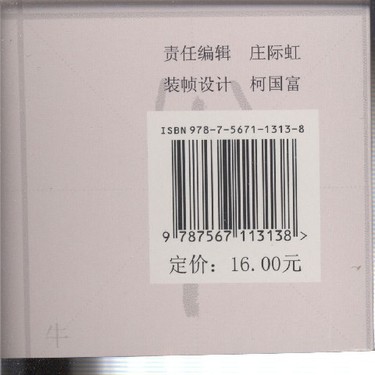 责任编辑 庄际虹
装帧设计 柯国富
ISBN 978-7-5671-1313-8
9 787567 113138 >
定价：16.00元
牛